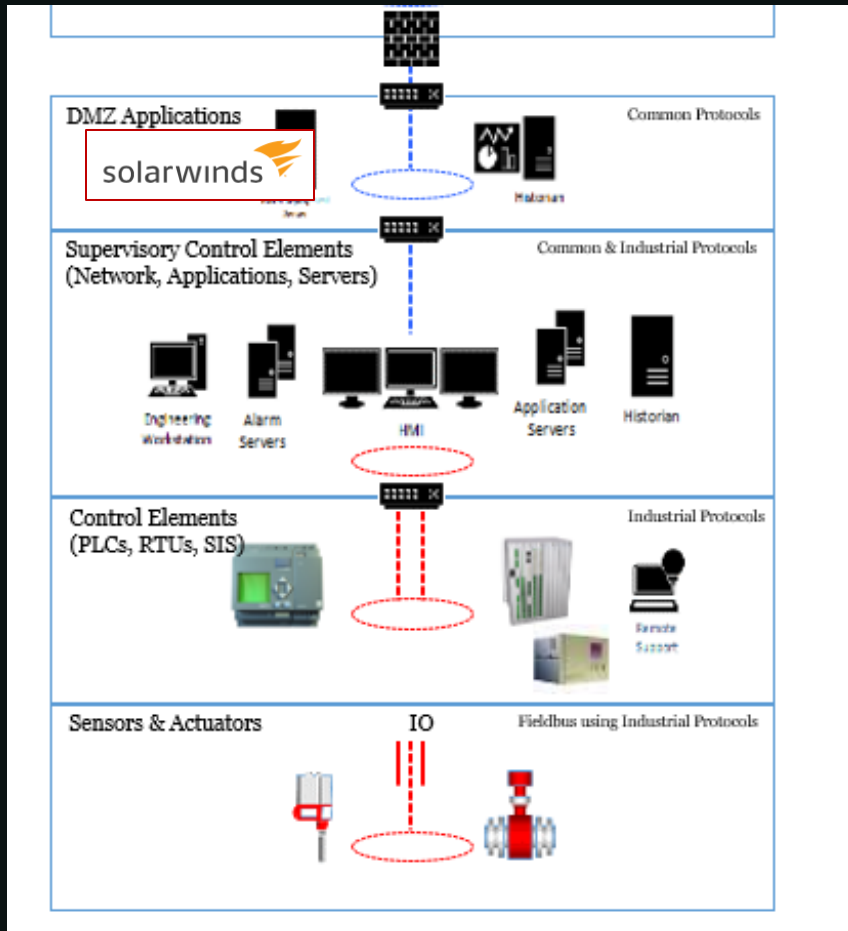 DMZ Applications
Common Protocols
solarwinds
Historian
Supervisory Control Elements
(Network, Applications, Servers)
Common & Industrial Protocols
Engineering
Workstation
Alarm
Servers
HMI
Application
Servers
Historian
Control Elements
(PLCs, RTUs, SIS)
Industrial Protocols
Remote
Support
Sensors & Actuators
IO
Fieldbus using Industrial Protocols